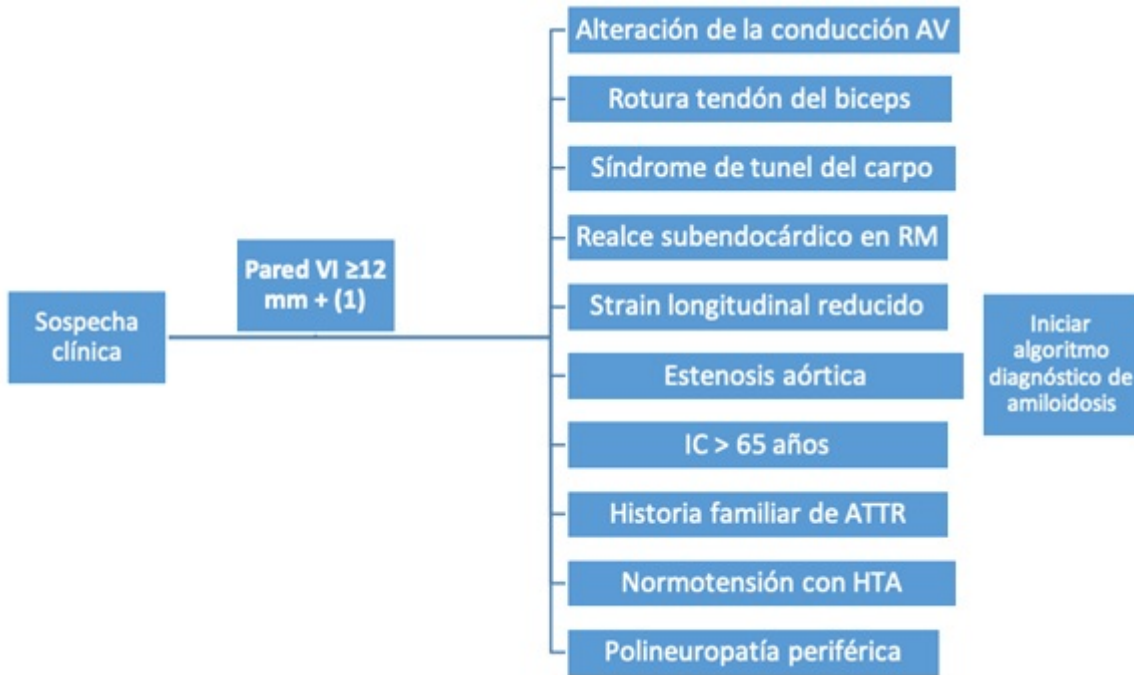 Sospecha
clínica
Pared VI ≥12
mm + (1)
Alteración de la conducción AV
Rotura tendón del biceps
Síndrome de tunel del carpo
Realce subendocárdico en RM
Strain longitudinal reducido
Estenosis aórtica
IC > 65 años
Historia familiar de ATTR
Normotensión con HTA
Polineuropatía periférica
Iniciar
algoritmo
diagnóstico de
amiloidosis